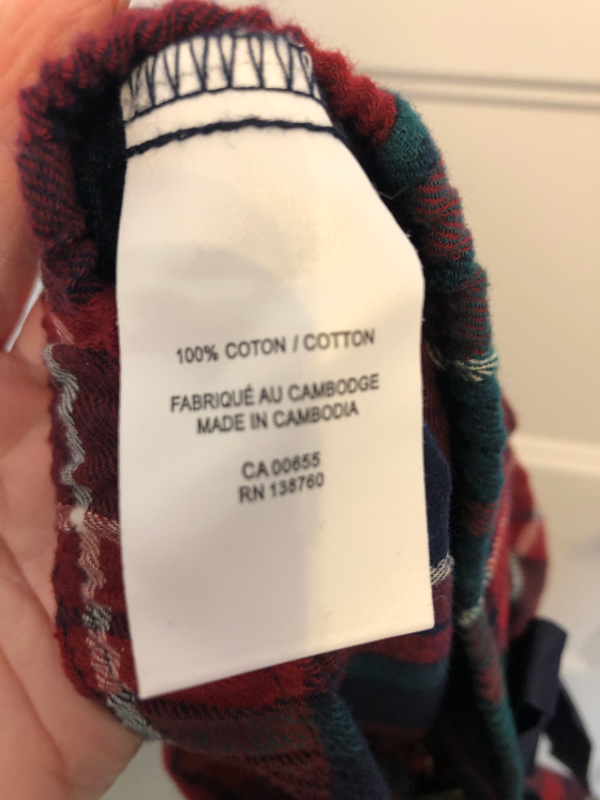 100% COTON / COTTON
FABRIQUÉ AU CAMBODGE
MADE IN CAMBODIA
CA 00655
RN 138760